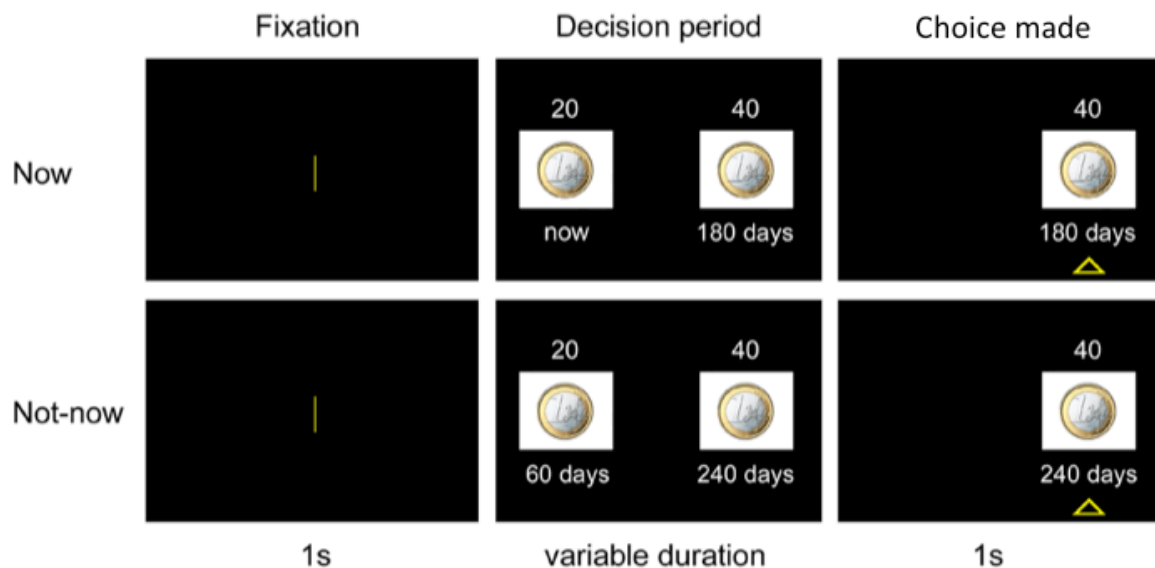 Fixation Decision period Choice made
20 40 40
Now
now 180 days 180 days
20 40 40
Not-now
60 days 240 days 240 days
1s variable duration 1s